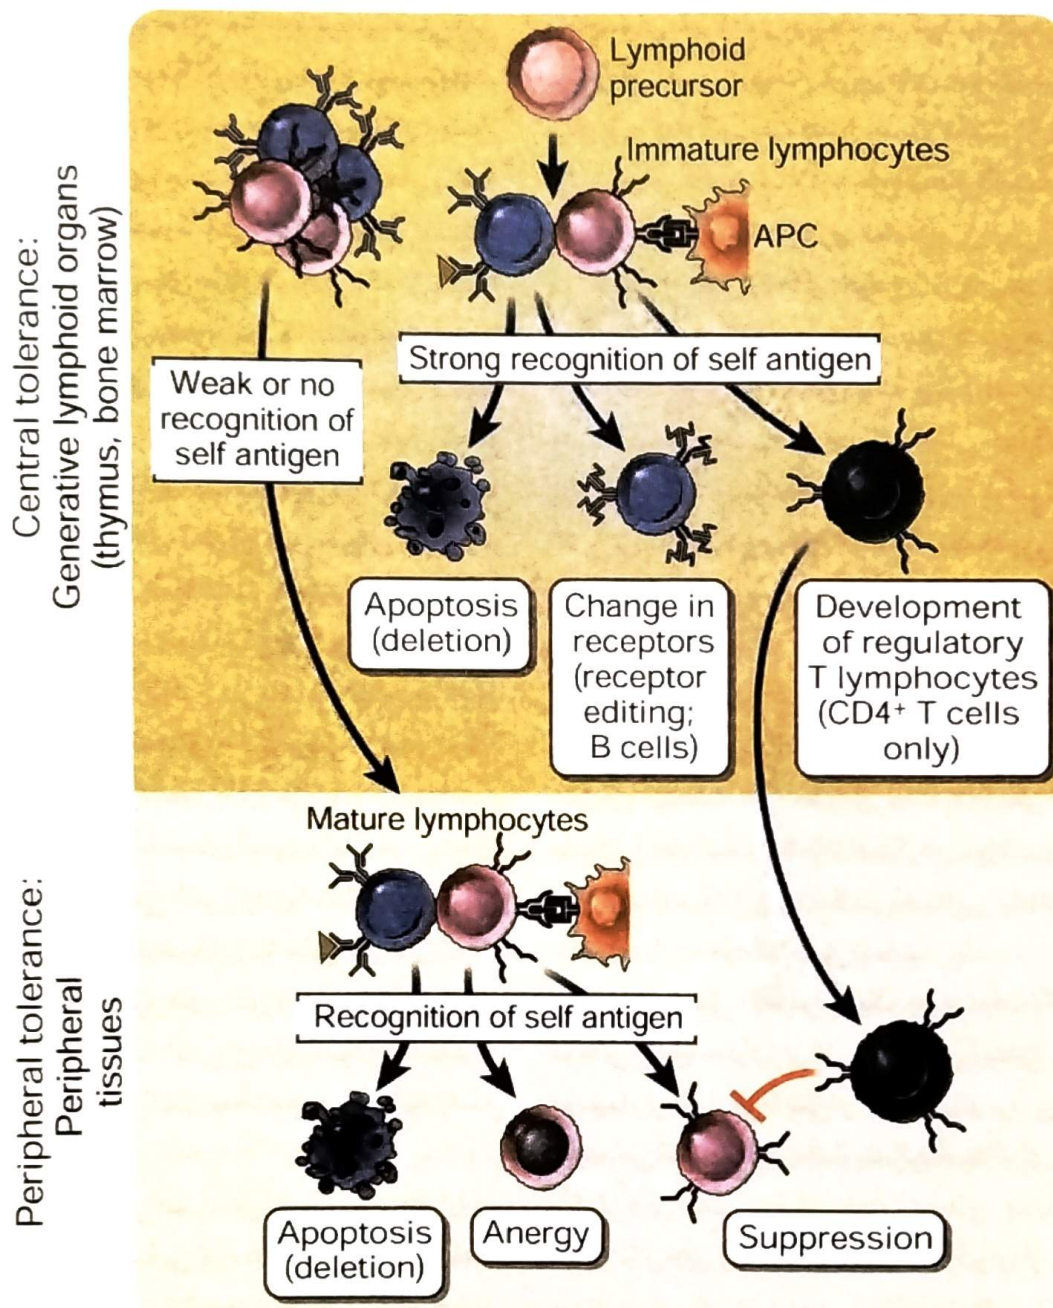 Central tolerance:
Generative lymphoid organs
(thymus, bone marrow)
Lymphoid
precursor
Immature lymphocytes
APC
Weak or no
recognition of
self antigen
Strong recognition of self antigen
Apoptosis
(deletion)
Change in
receptors
(receptor
editing;
B cells)
Development
of regulatory
T lymphocytes
(CD4⁺ T cells
only)
Peripheral tolerance:
Peripheral
tissues
Mature lymphocytes
Recognition of self antigen
Apoptosis
(deletion)
Anergy
Suppression